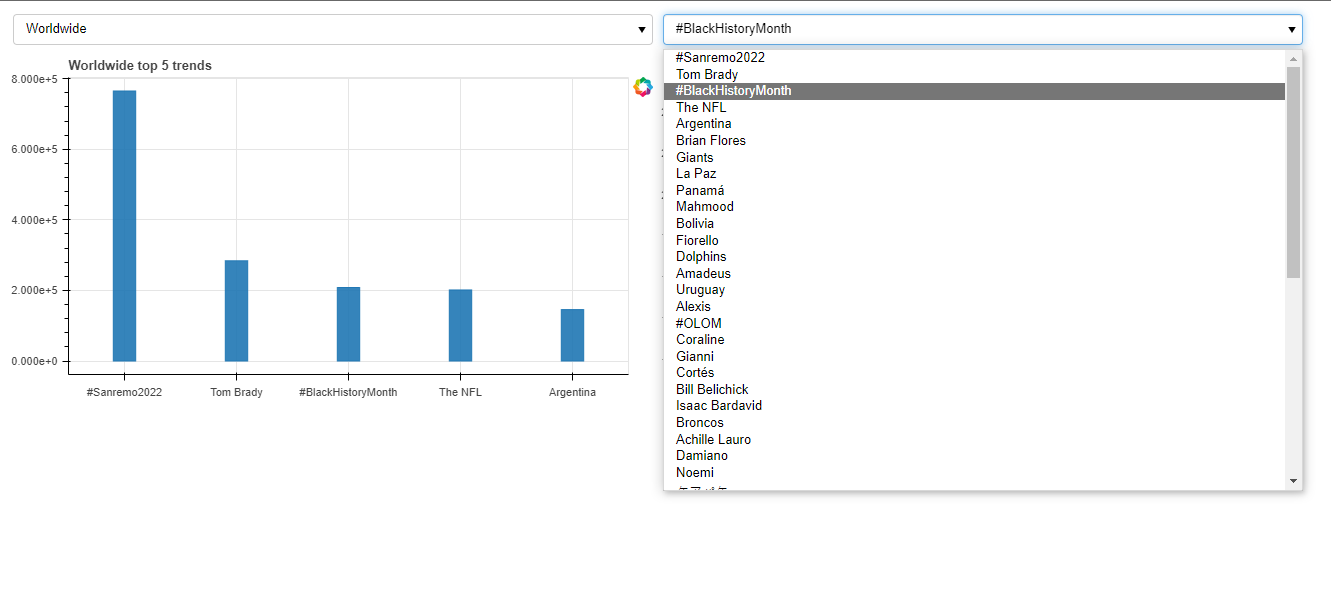 Worldwide
Worldwide top 5 trends
8.000e+5
6.000e+5
4.000e+5
2.000e+5
0.000e+0
#Sanremo2022
Tom Brady
#BlackHistoryMonth
The NFL
Argentina
#BlackHistoryMonth
#Sanremo2022
Tom Brady
#BlackHistoryMonth
The NFL
Argentina
Brian Flores
Giants
La Paz
Panamá
Mahmood
Bolivia
Fiorello
Dolphins
Amadeus
Uruguay
Alexis
#OLOM
Coraline
Gianni
Cortés
Bill Belichick
Isaac Bardavid
Broncos
Achille Lauro
Damiano
Noemi